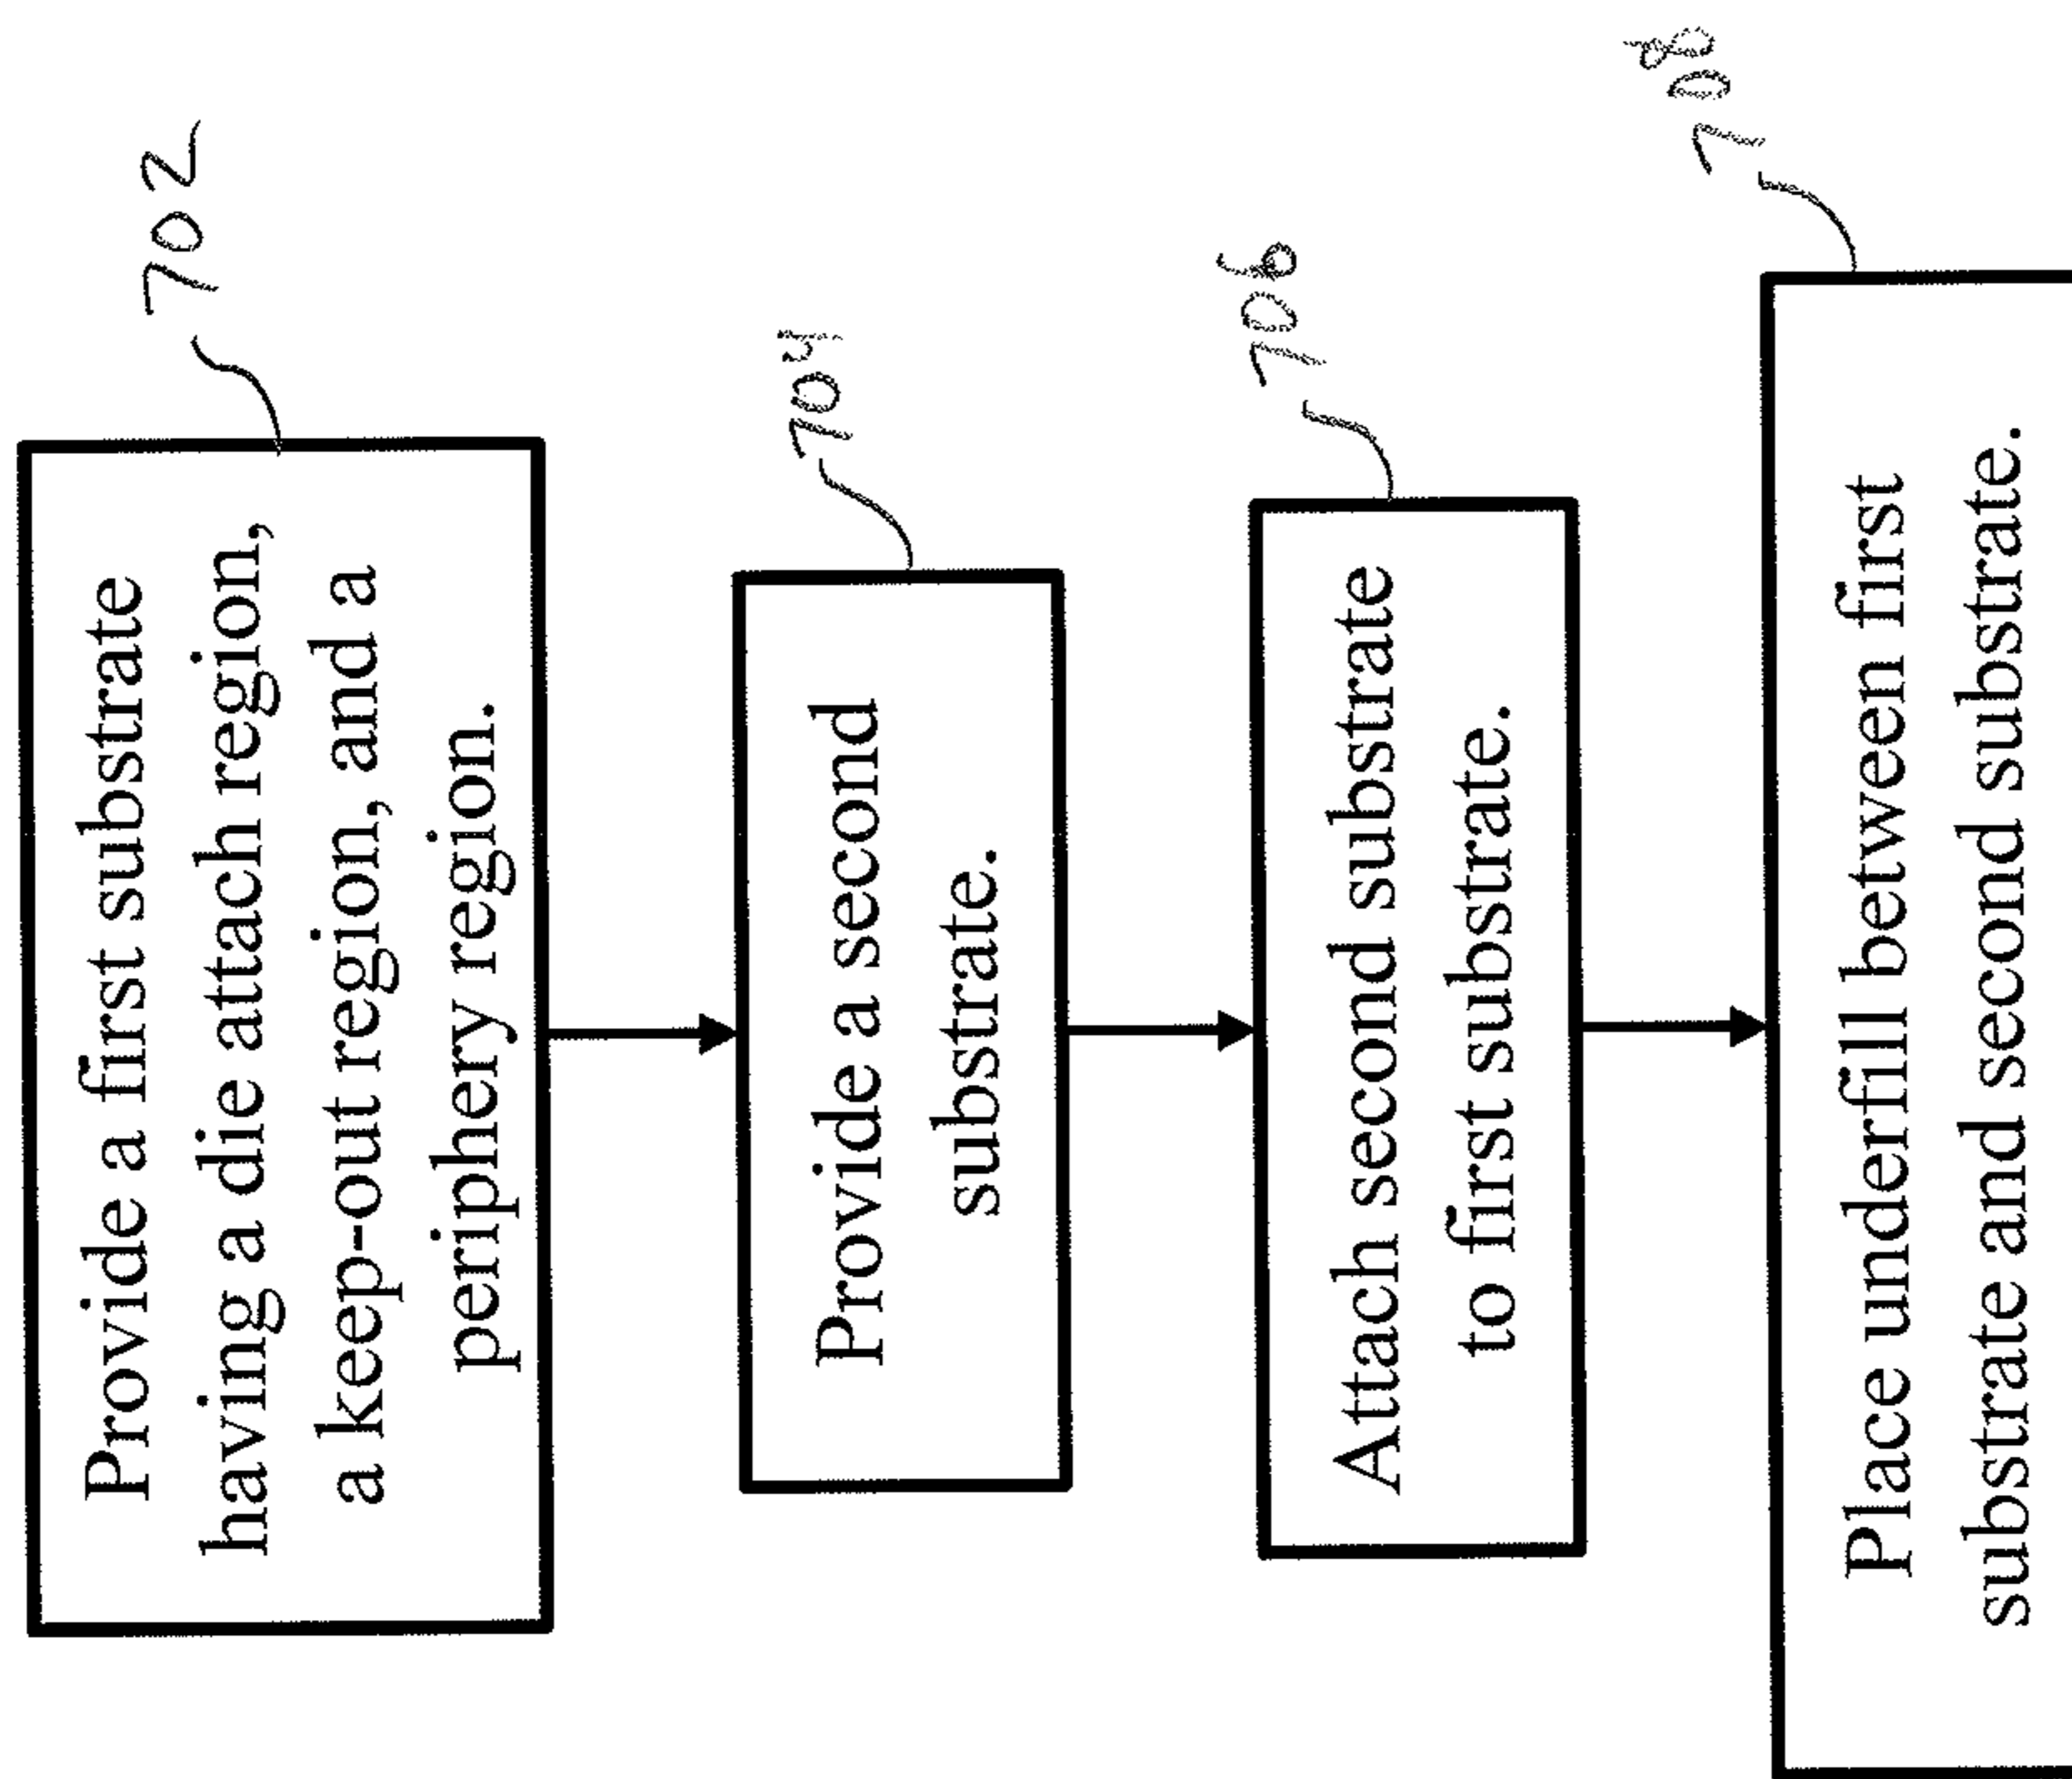 Provide a first substrate
having a die attach region,
a keep-out region, and a
periphery region.
702
Provide a second
substrate.
704
Attach second substrate
to first substrate.
706
Place underfill between first
substrate and second substrate.
708